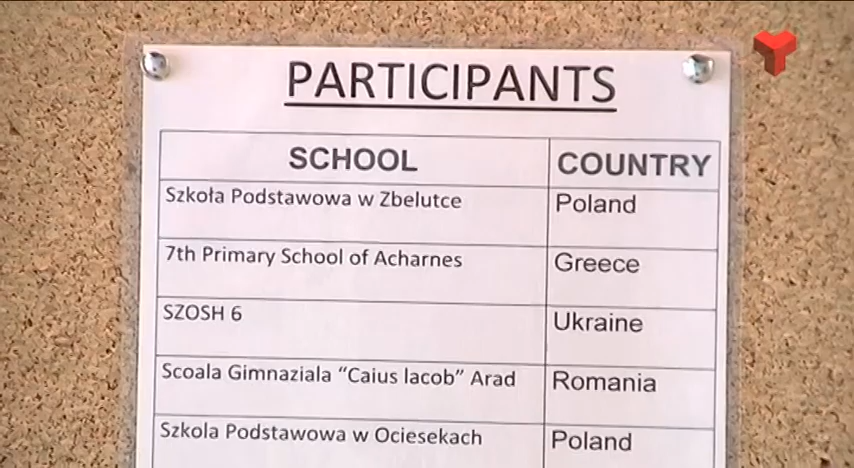 PARTICIPANTS
SCHOOL COUNTRY
Szkoła Podstawowa w Zbelutce Poland
7th Primary School of Acharnes Greece
SZOSH 6 Ukraine
Scoala Gimnaziala “Caius Iacob” Arad Romania
Szkola Podstawowa w Ociesekach Poland